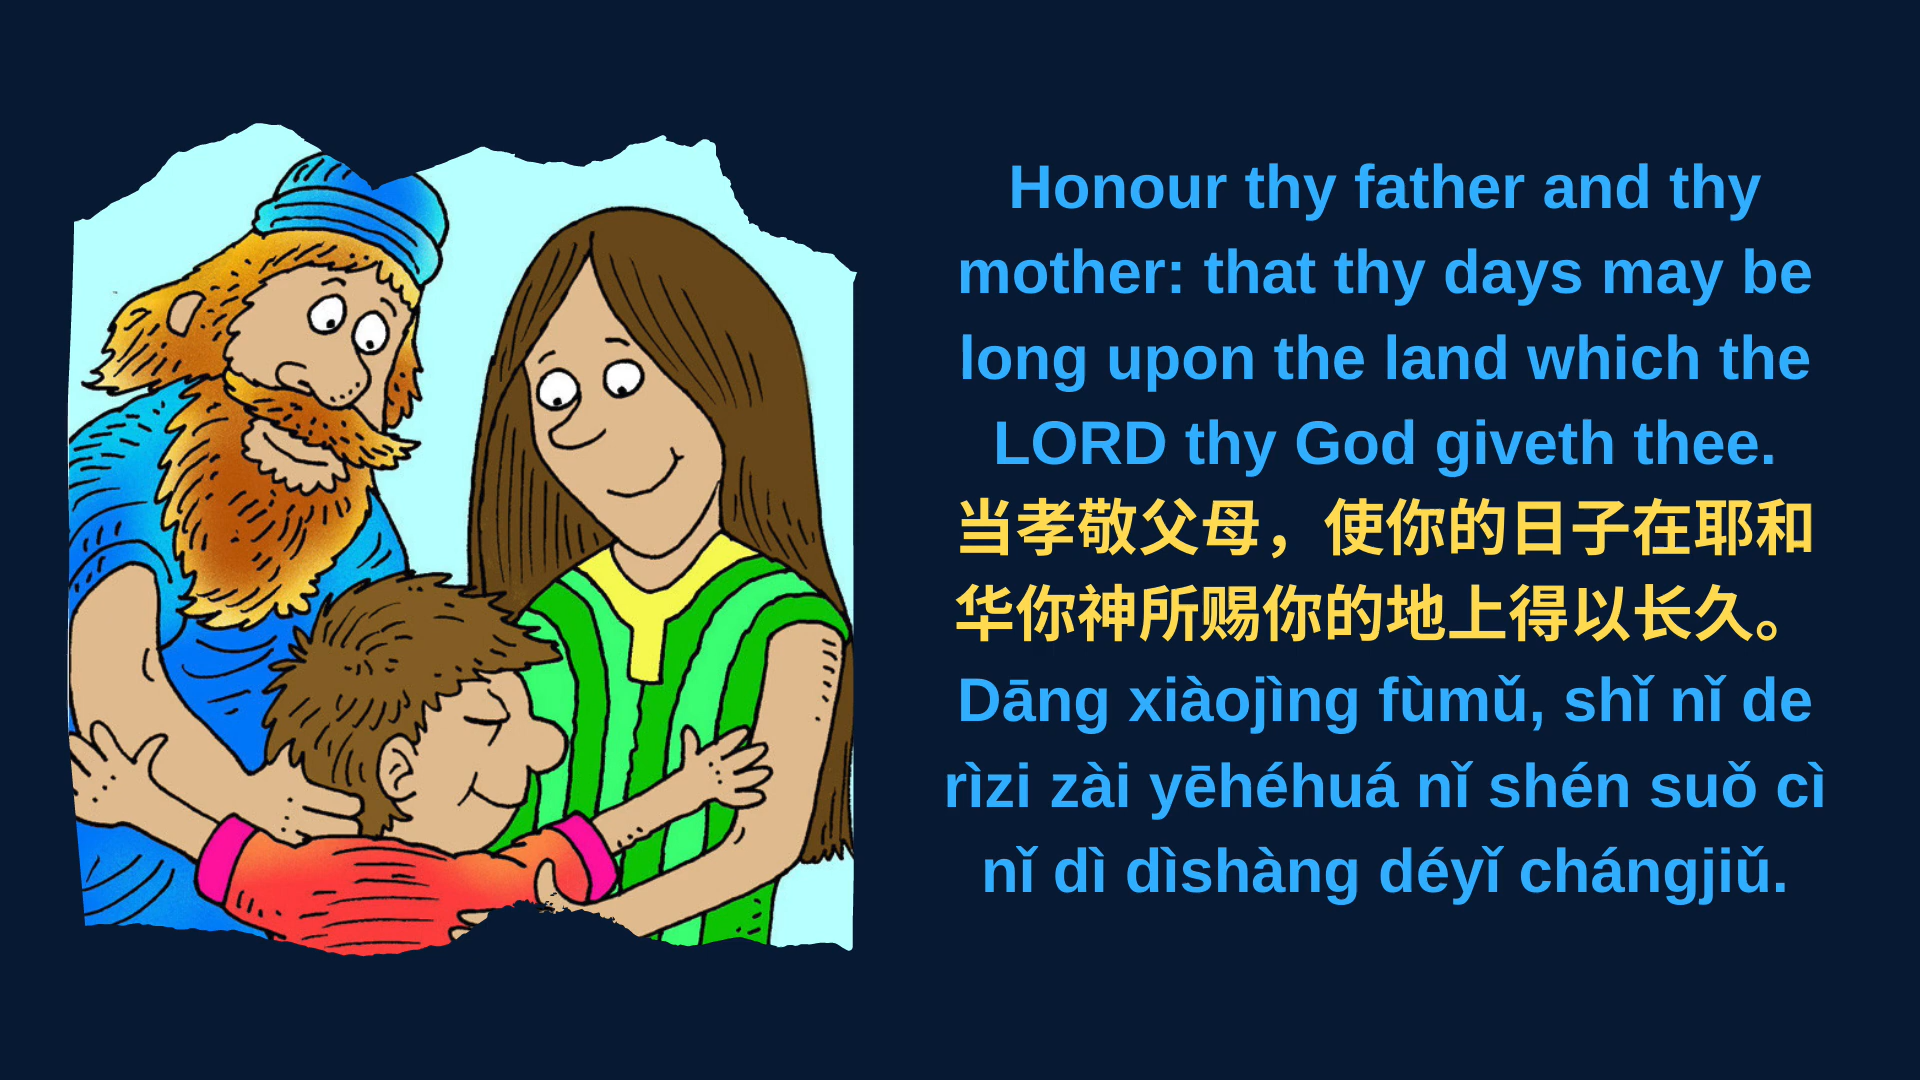 Honour thy father and thy
mother: that thy days may be
long upon the land which the
LORD thy God giveth thee.
当孝敬父母，使你的日子在耶和
华你神所赐你的地上得以长久。
Dāng xiàojìng fùmǔ, shǐ nǐ de
rìzi zài yēhéhuá nǐ shén suǒ cì
nǐ dì dìshàng déyǐ chángjiǔ.